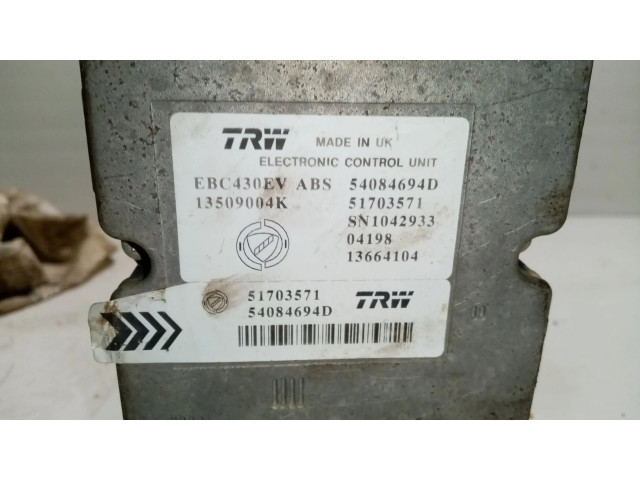 TRW MADE IN UK
ELECTRONIC CONTROL UNIT
EBC430EV ABS 54084694D
13509004K 51703571
SN1042933
04198
13664104
51703571 TRW
54084694D